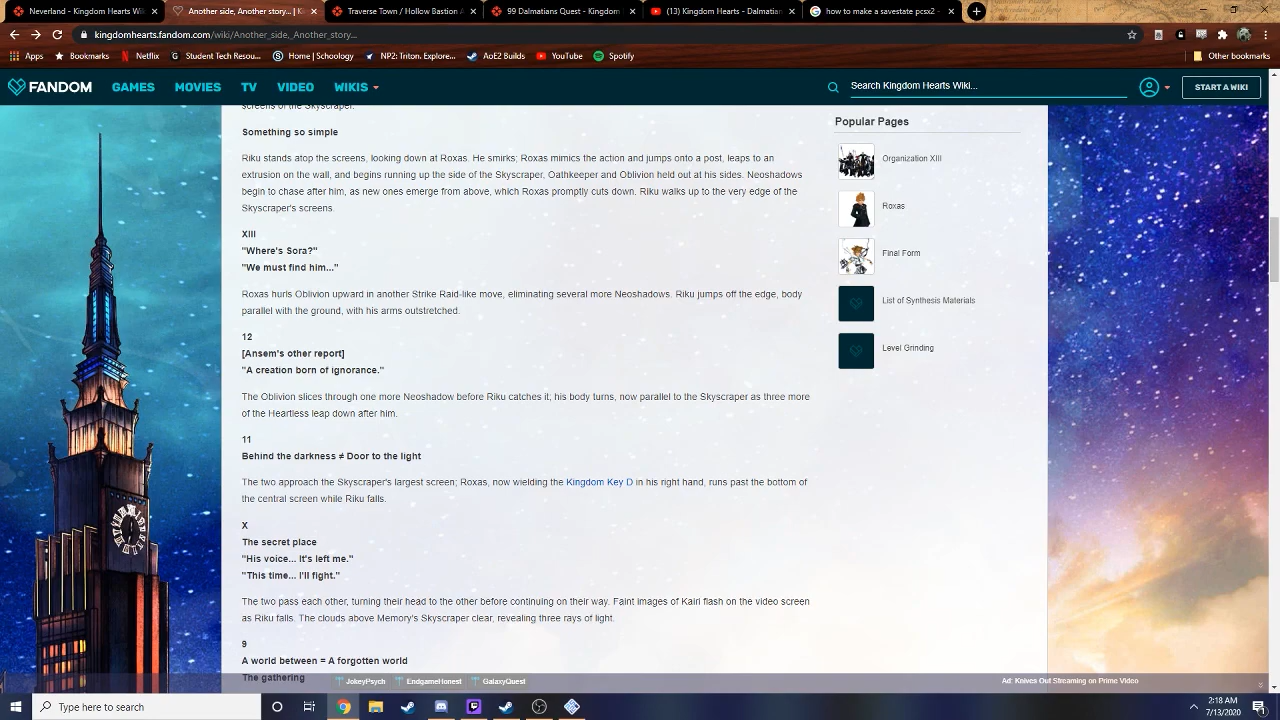 Neverland - Kingdom Hearts Wik
Another side, Another story... | K
Traverse Town / Hollow Bastion A
99 Dalmatians Quest - Kingdom
(13) Kingdom Hearts - Dalmatian
how to make a savestate pcsx2 -
kingdomhearts.fandom.com/wiki/Another_side,_Another_story...
Apps
Bookmarks
Netflix
Student Tech Resou...
Home | Schoology
NP2: Triton. Explore...
AoE2 Builds
YouTube
Spotify
Other bookmarks
FANDOM
GAMES
MOVIES
TV
VIDEO
WIKIS
Search Kingdom Hearts Wiki...
START A WIKI
screens of the Skyscraper.
Something so simple
Riku stands atop the screens, looking down at Roxas. He smirks; Roxas mimics the action and jumps onto a post, leaps to an
extrusion on the wall, and begins running up the side of the Skyscraper, Oathkeeper and Oblivion held out at his sides. Neoshadows
begin to chase after him, as new ones emerge from above, which Roxas promptly cuts down. Riku walks up to the very edge of the
Skyscraper's screens.
XIII
"Where's Sora?"
"We must find him..."
Roxas hurls Oblivion upward in another Strike Raid-like move, eliminating several more Neoshadows. Riku jumps off the edge, body
parallel with the ground, with his arms outstretched.
12
[Ansem's other report]
"A creation born of ignorance."
The Oblivion slices through one more Neoshadow before Riku catches it; his body turns, now parallel to the Skyscraper as three more
of the Heartless leap down after him.
11
Behind the darkness ≠ Door to the light
The two approach the Skyscraper's largest screen; Roxas, now wielding the Kingdom Key D in his right hand, runs past the bottom of
the central screen while Riku falls.
X
The secret place
"His voice... It's left me."
"This time... I'll fight."
The two pass each other, turning their head to the other before continuing on their way. Faint images of Kairi flash on the video screen
as Riku falls. The clouds above Memory's Skyscraper clear, revealing three rays of light.
9
A world between = A forgotten world
The gathering
Popular Pages
Organization XIII
Roxas
Final Form
List of Synthesis Materials
Level Grinding
JokeyPsych
EndgameHonest
GalaxyQuest
Ad: Knives Out Streaming on Prime Video
Type here to search
2:18 AM
7/13/2020
1